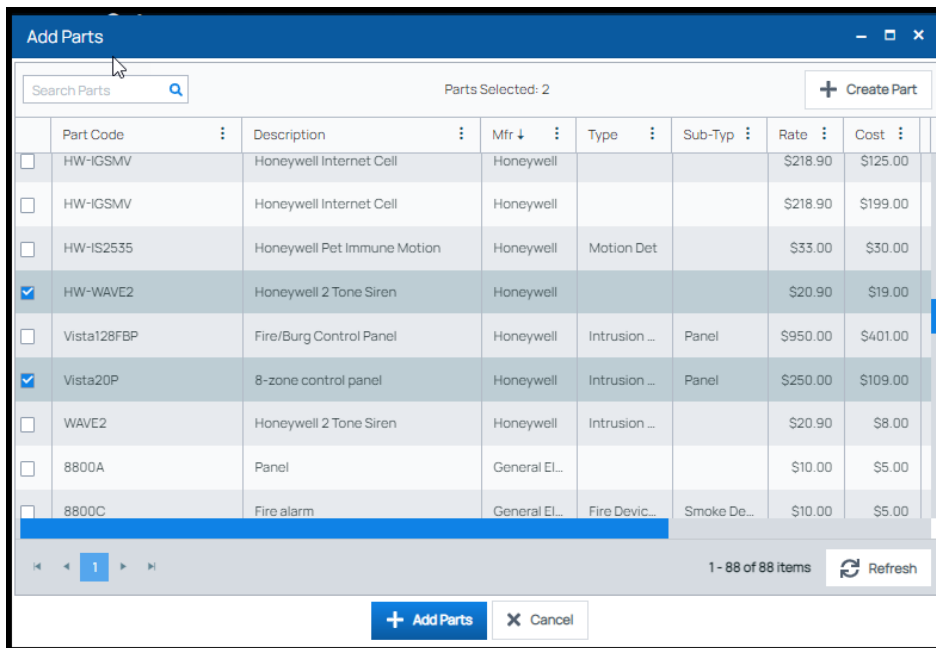 Add Parts
Search Parts Parts Selected: 2 Create Part
Part Code Description Mfr Type Sub-Typ Rate Cost
HW-IGSMV Honeywell Internet Cell Honeywell $218.90 $125.00
HW-IGSMV Honeywell Internet Cell Honeywell $218.90 $199.00
HW-IS2535 Honeywell Pet Immune Motion Honeywell Motion Det $33.00 $30.00
HW-WAVE2 Honeywell 2 Tone Siren Honeywell $20.90 $19.00
Vista128FBP Fire/Burg Control Panel Honeywell Intrusion ... Panel $950.00 $401.00
Vista20P 8-zone control panel Honeywell Intrusion ... Panel $250.00 $109.00
WAVE2 Honeywell 2 Tone Siren Honeywell Intrusion ... $20.90 $8.00
8800A Panel General El... $10.00 $5.00
8800C Fire alarm General El... Fire Devic... Smoke De... $10.00 $5.00
1 1 - 88 of 88 items Refresh
Add Parts Cancel